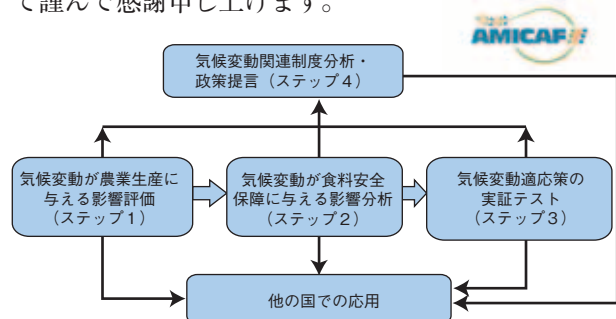 て謹んで感謝申し上げます。
AMICAF
気候変動関連制度分析・
政策提言（ステップ４）
気候変動が農業生産に
与える影響評価
（ステップ１）
気候変動が食料安全
保障に与える影響分析
（ステップ２）
気候変動適応策の
実証テスト
（ステップ３）
他の国での応用